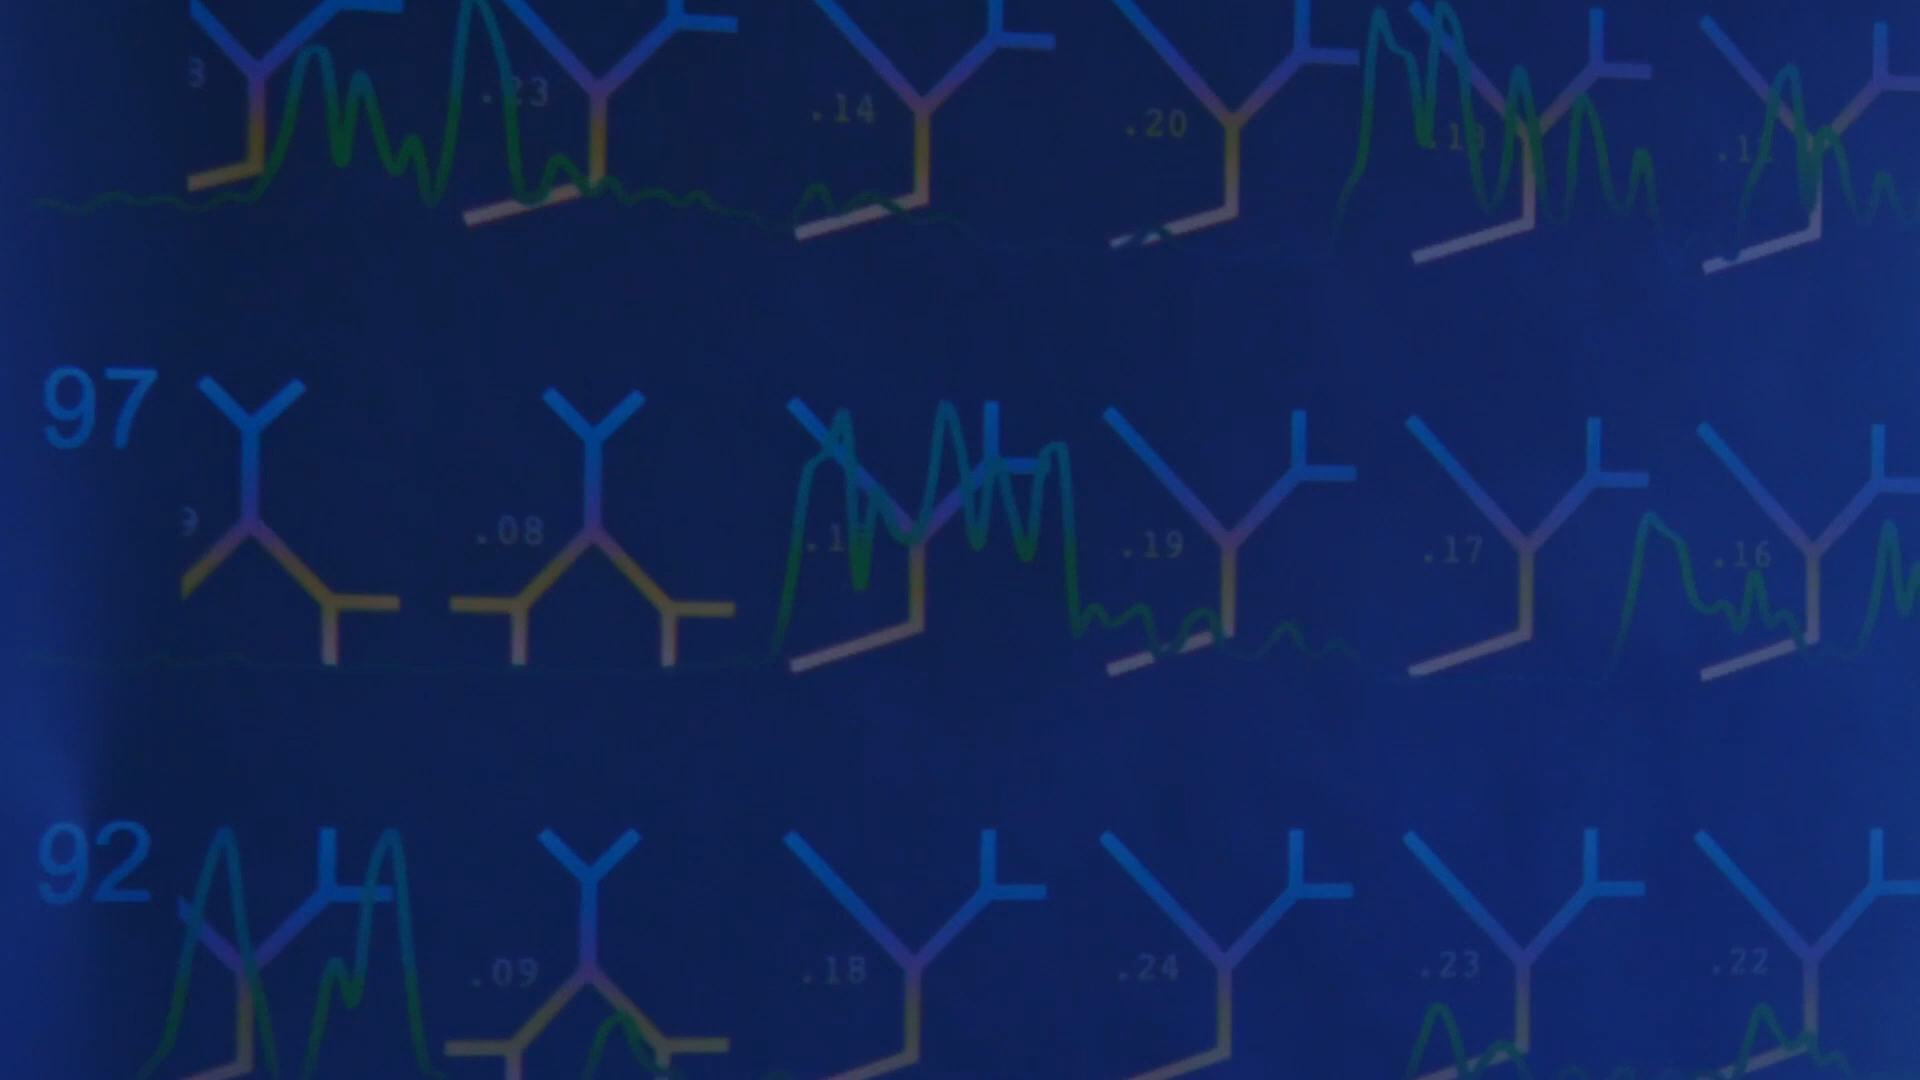 .23 .14 .20
97
.08 .19 .17 .16
92
.09 .18 .24 .23 .22